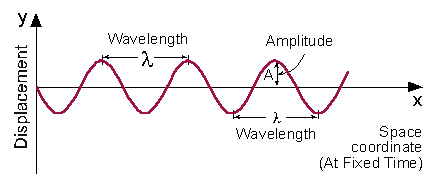 y
Wavelength
λ
Amplitude
A
Displacement
x
λ
Wavelength
Space
coordinate
(At Fixed Time)